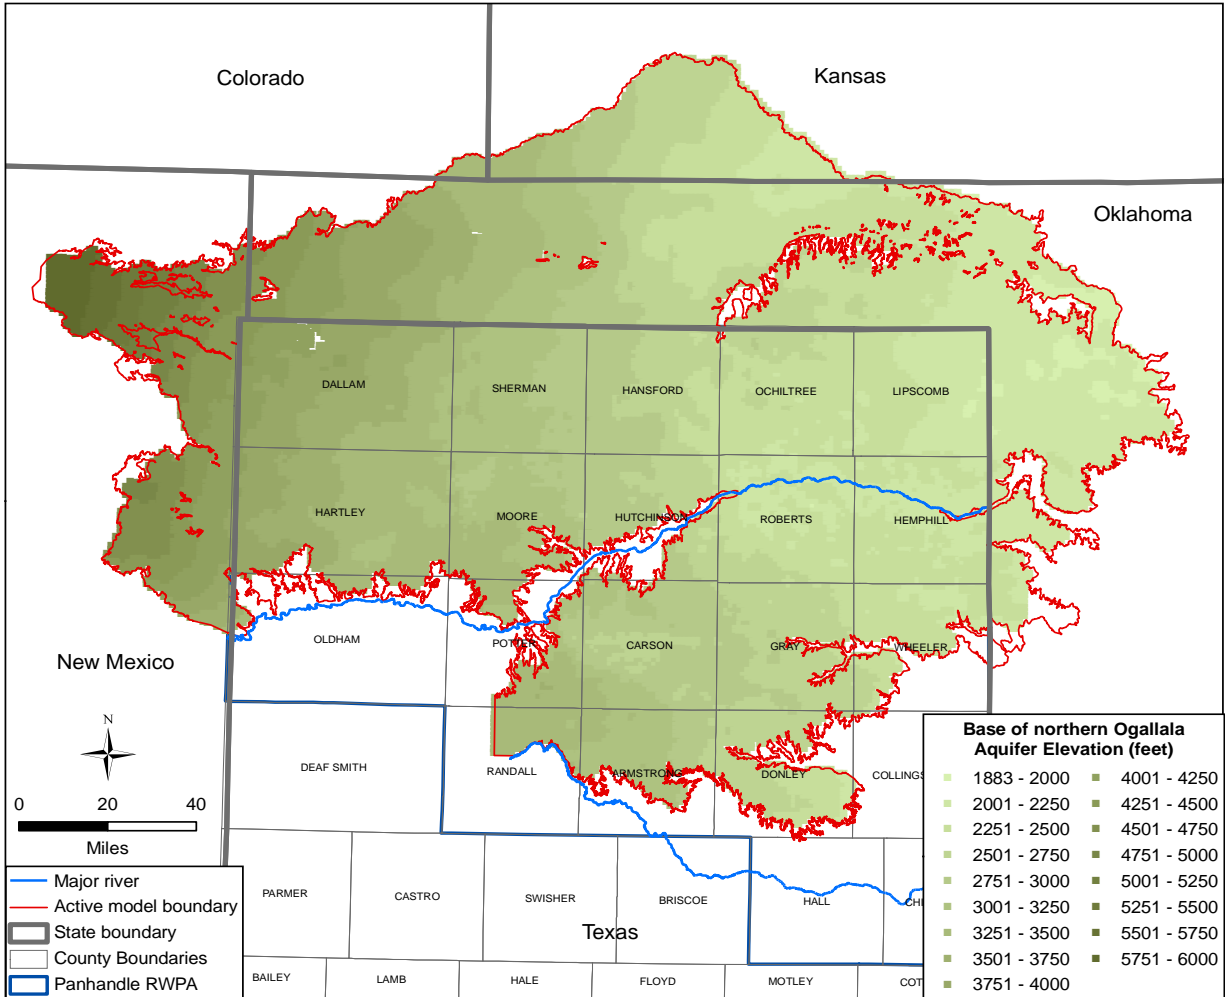 Colorado
Kansas
Oklahoma
DALLAM
SHERMAN
HANSFORD
OCHILTREE
LIPSCOMB
HARTLEY
MOORE
HUTCHINSON
ROBERTS
HEMPHILL
OLDHAM
POTTER
CARSON
GRAY
WHEELER
New Mexico
N
DEAF SMITH
RANDALL
ARMSTRONG
DONLEY
COLLINGS
0 20 40
Miles
PARMER
CASTRO
SWISHER
BRISCOE
HALL
CHI
Texas
BAILEY
LAMB
HALE
FLOYD
MOTLEY
COT
Major river
Active model boundary
State boundary
County Boundaries
Panhandle RWPA
Base of northern Ogallala
Aquifer Elevation (feet)
1883 - 2000
2001 - 2250
2251 - 2500
2501 - 2750
2751 - 3000
3001 - 3250
3251 - 3500
3501 - 3750
3751 - 4000
4001 - 4250
4251 - 4500
4501 - 4750
4751 - 5000
5001 - 5250
5251 - 5500
5501 - 5750
5751 - 6000